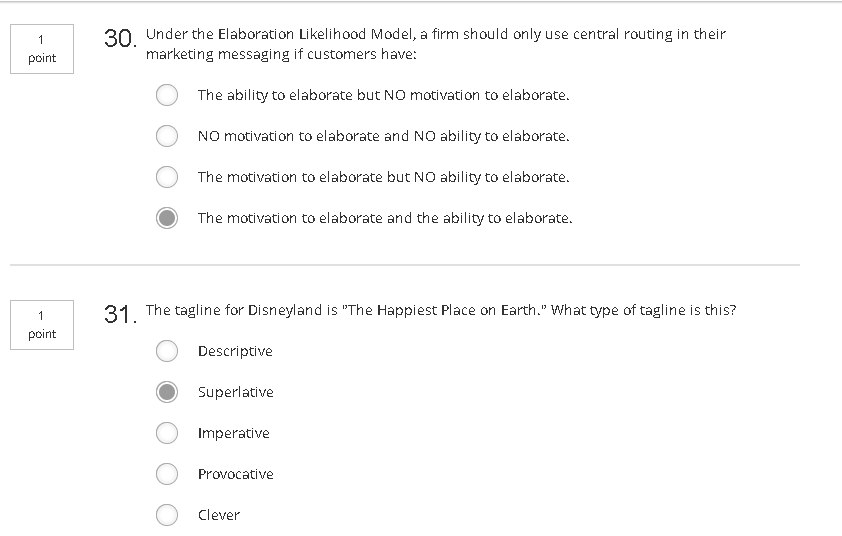 1
point
30. Under the Elaboration Likelihood Model, a firm should only use central routing in their
marketing messaging if customers have:
The ability to elaborate but NO motivation to elaborate.
NO motivation to elaborate and NO ability to elaborate.
The motivation to elaborate but NO ability to elaborate.
The motivation to elaborate and the ability to elaborate.
1
point
31. The tagline for Disneyland is "The Happiest Place on Earth." What type of tagline is this?
Descriptive
Superlative
Imperative
Provocative
Clever